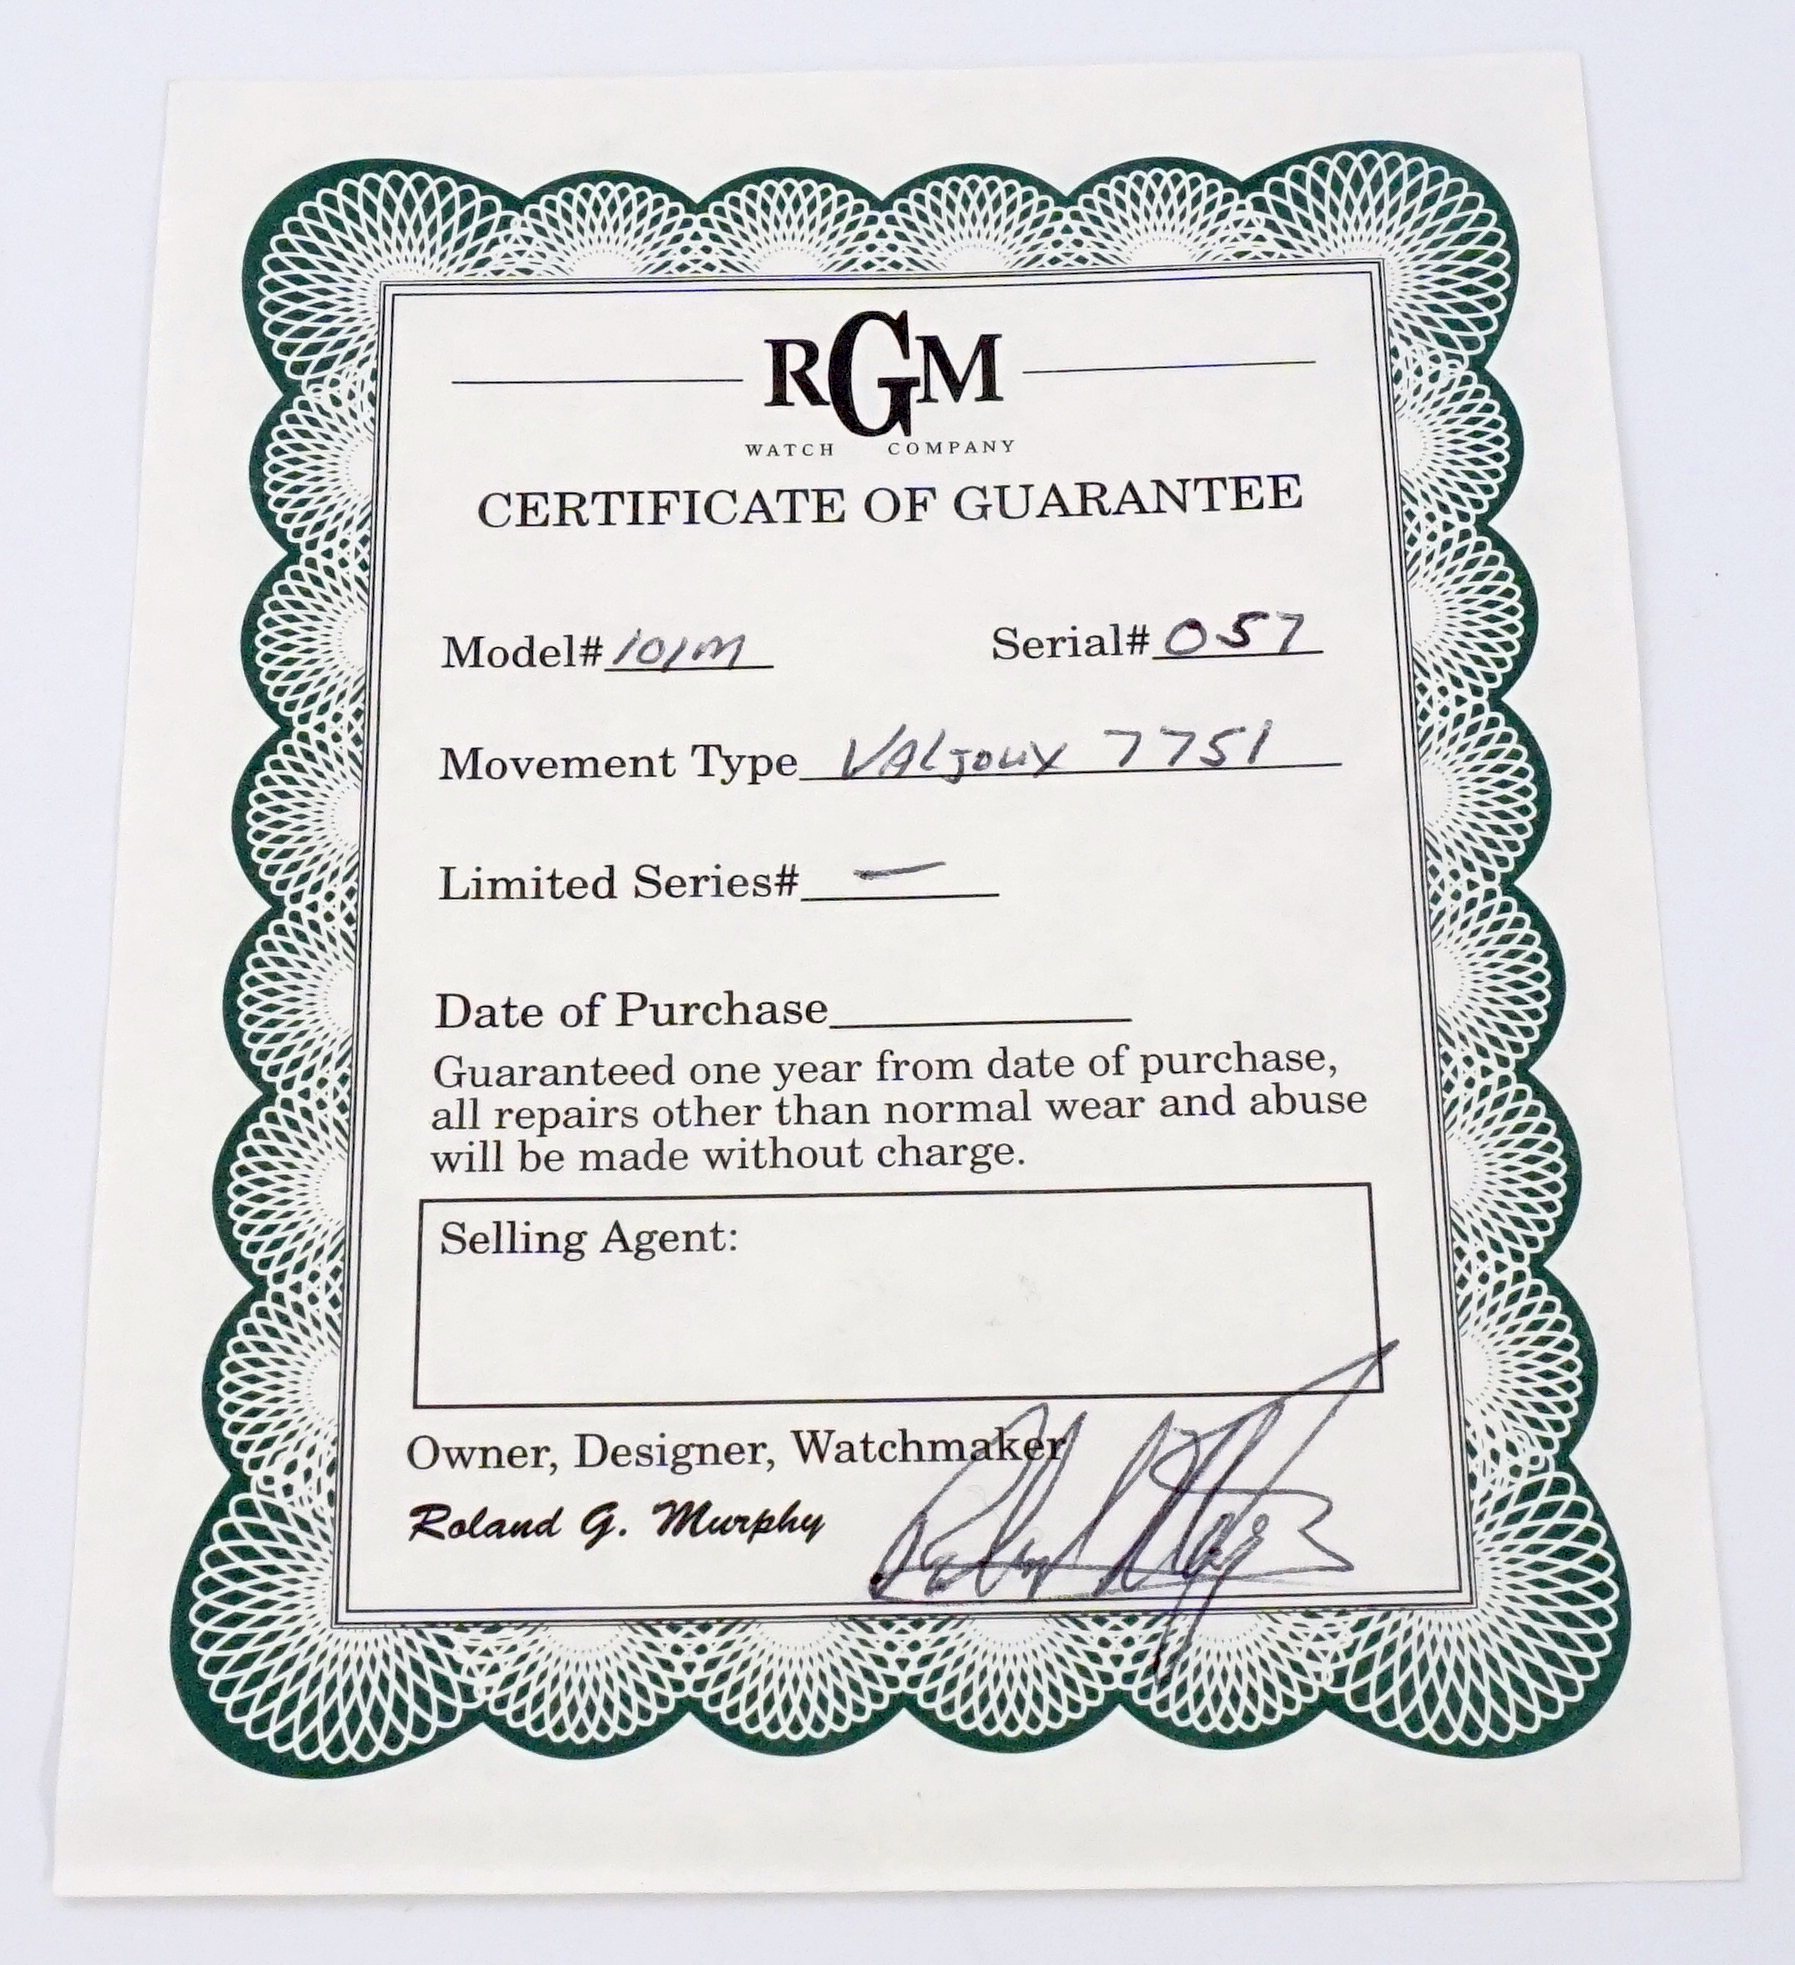 RGM
WATCH COMPANY
CERTIFICATE OF GUARANTEE
Model# 101M Serial# 057
Movement Type VALJOUX 7751
Limited Series# —
Date of Purchase
Guaranteed one year from date of purchase,
all repairs other than normal wear and abuse
will be made without charge.
Selling Agent:
Owner, Designer, Watchmaker
Roland G. Murphy